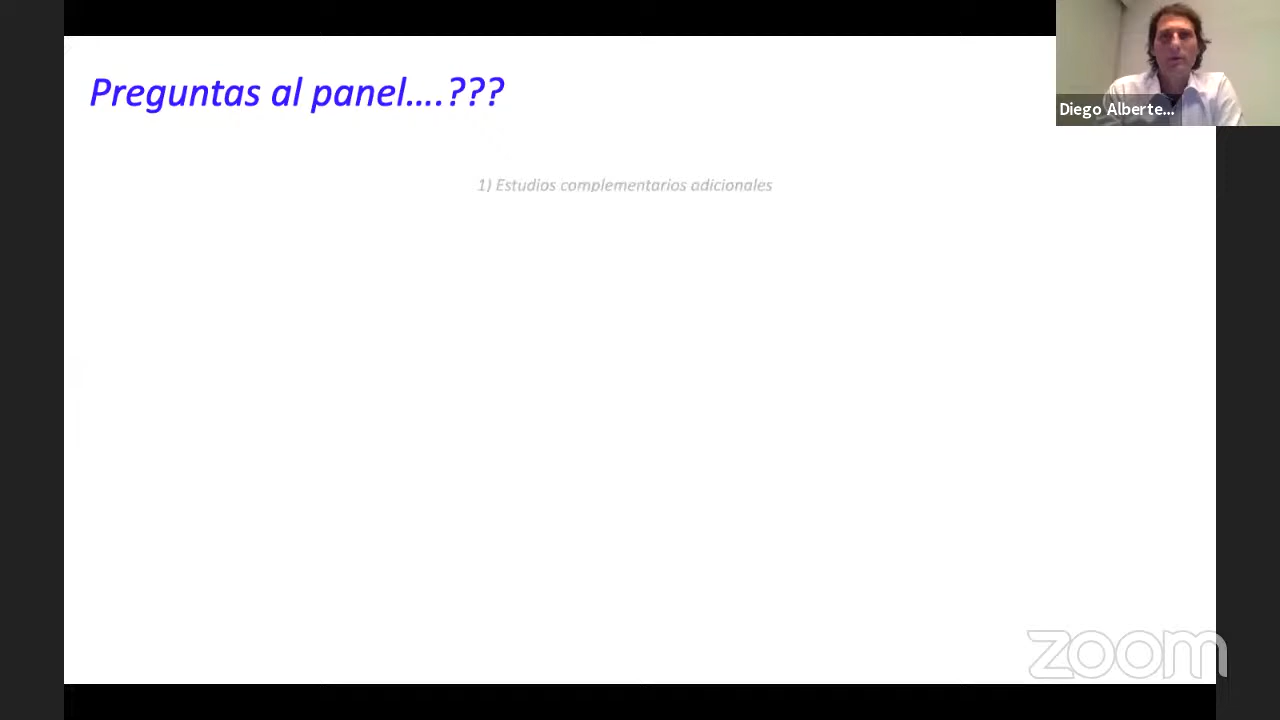 Preguntas al panel....???
Diego Alberte...
1) Estudios complementarios adicionales
zoom